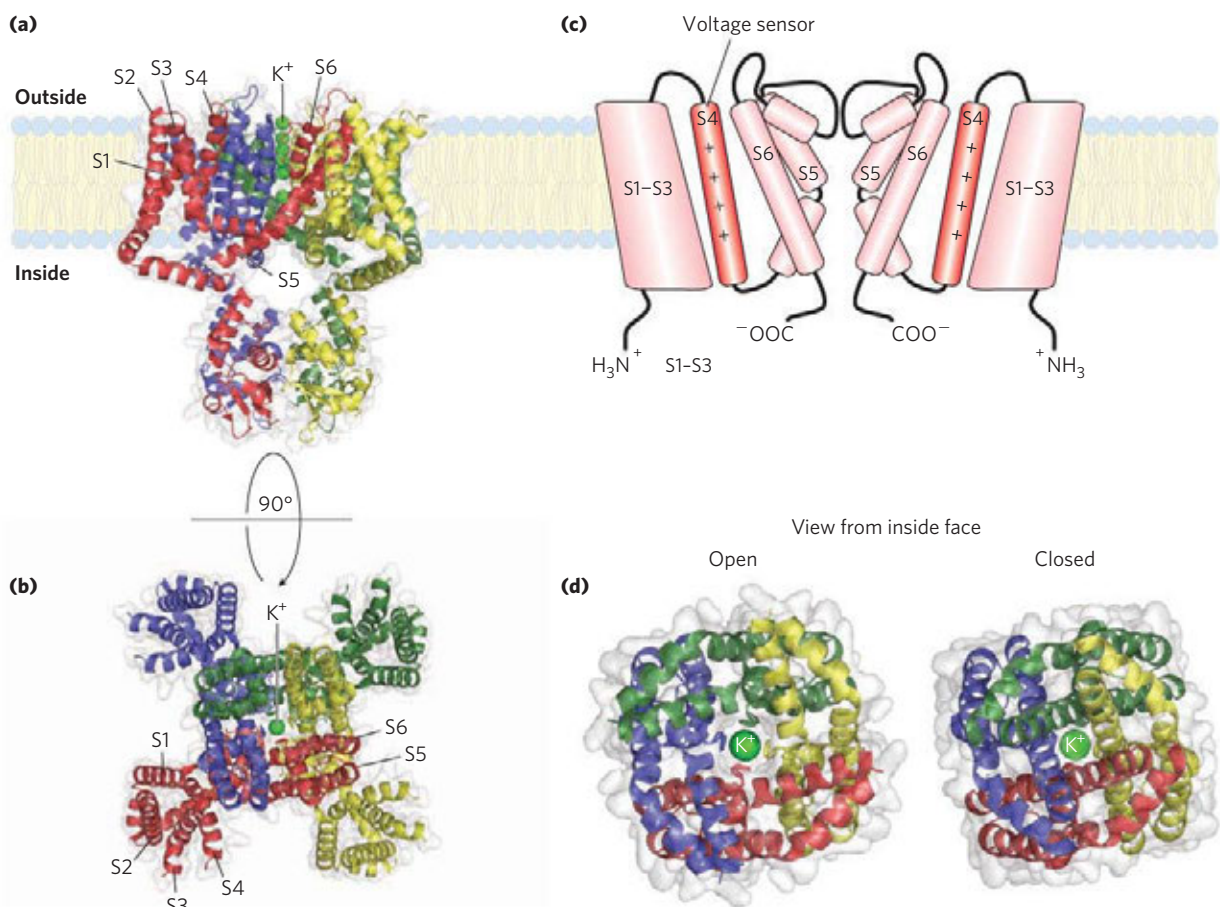 (a)
S2
S3
S4
K+
S6
Outside
S1
Inside
S5
90°
(b)
K+
S1
S6
S5
S2
S4
S3
(c)
Voltage sensor
S4
S4
S6
S6
S5
S5
S1–S3
S1–S3
+ + + +
+ + + +
⁻OOC
COO⁻
H₃N⁺
S1–S3
⁺NH₃
View from inside face
Open
Closed
(d)
K⁺
K⁺